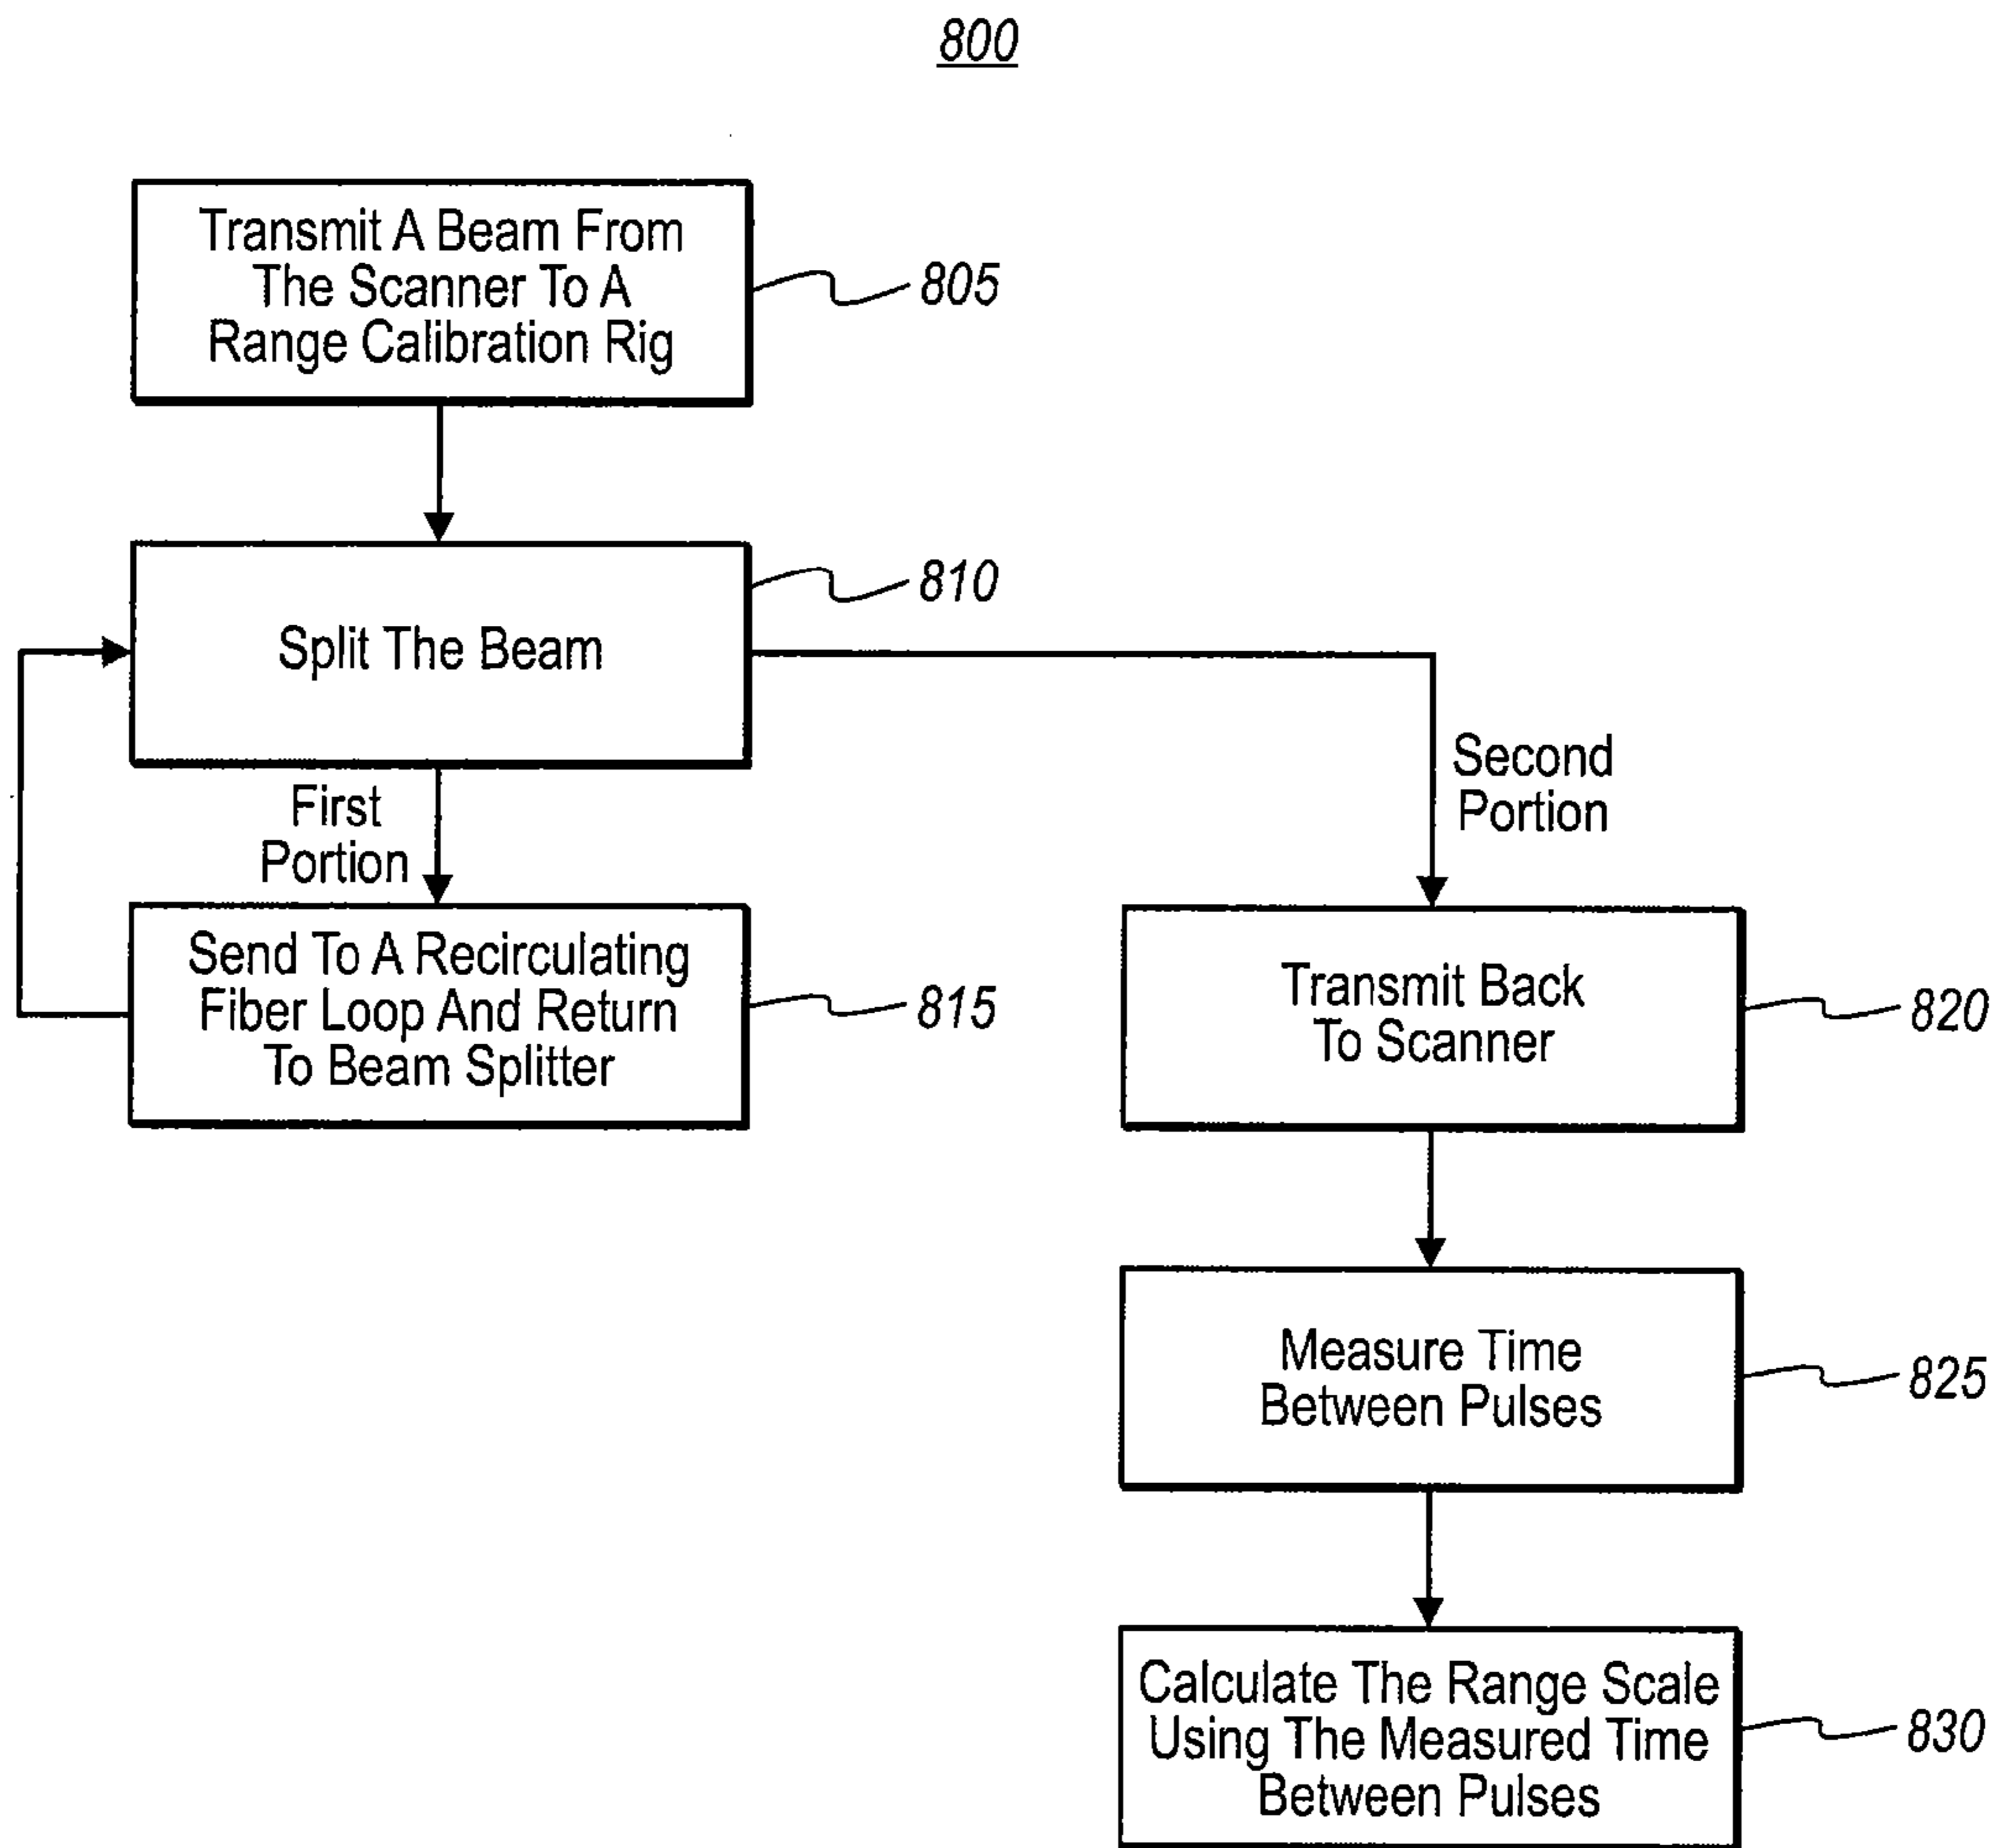 800
Transmit A Beam From
The Scanner To A
Range Calibration Rig
805
Split The Beam
810
First
Portion
Second
Portion
Send To A Recirculating
Fiber Loop And Return
To Beam Splitter
815
Transmit Back
To Scanner
820
Measure Time
Between Pulses
825
Calculate The Range Scale
Using The Measured Time
Between Pulses
830